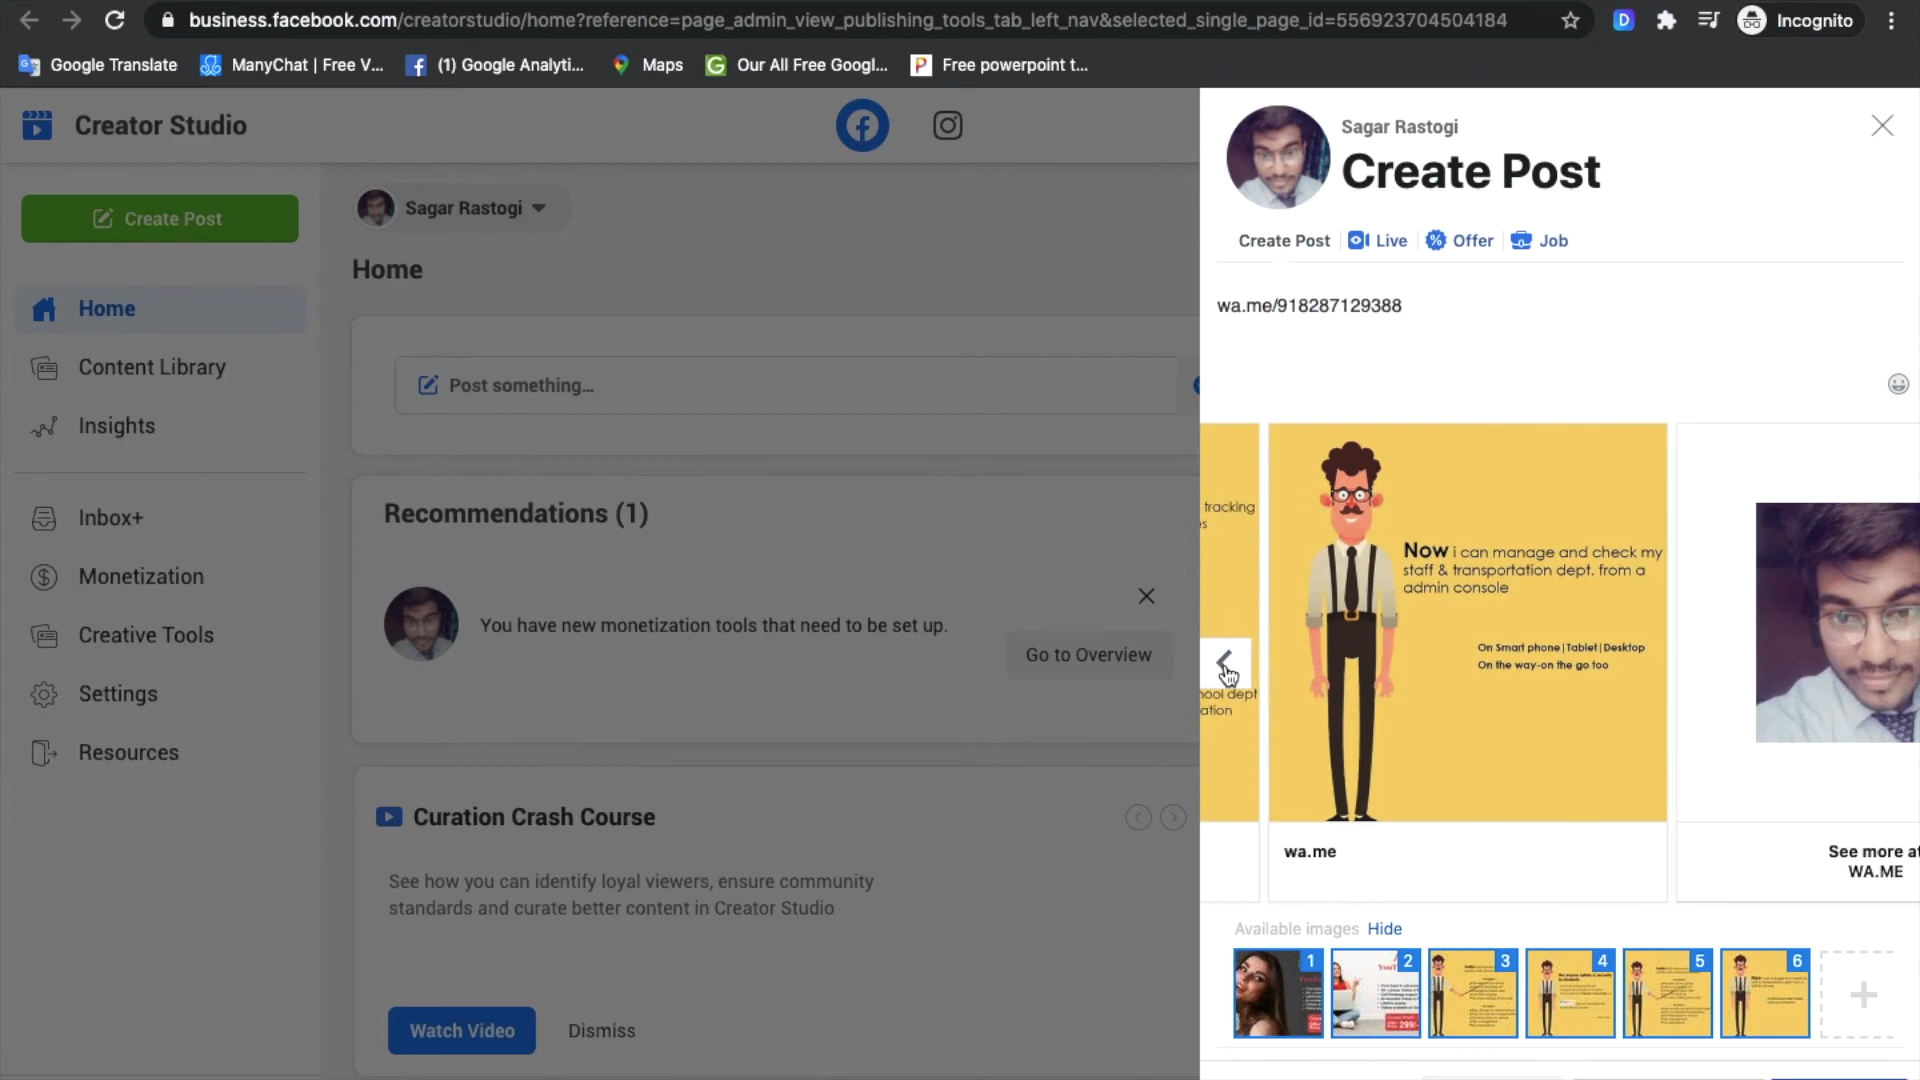 business.facebook.com/creatorstudio/home?reference=page_admin_view_publishing_tools_tab_left_nav&selected_single_page_id=556923704504184
D
Incognito
Google Translate
ManyChat | Free V...
(1) Google Analyti...
Maps
Our All Free Googl...
Free powerpoint t...
Creator Studio
Create Post
Home
Content Library
Insights
Inbox+
Monetization
Creative Tools
Settings
Resources
Sagar Rastogi
Home
Post something...
Recommendations (1)
You have new monetization tools that need to be set up.
Go to Overview
Curation Crash Course
See how you can identify loyal viewers, ensure community
standards and curate better content in Creator Studio
Watch Video
Dismiss
Sagar Rastogi
Create Post
Create Post
Live
Offer
Job
wa.me/918287129388
tracking
Now i can manage and check my
staff & transportation dept. from a
admin console
On Smart phone|Tablet|Desktop
On the way-on the go too
dept
wa.me
See more at
WA.ME
Available images Hide
1
2
3
4
5
6
299/-